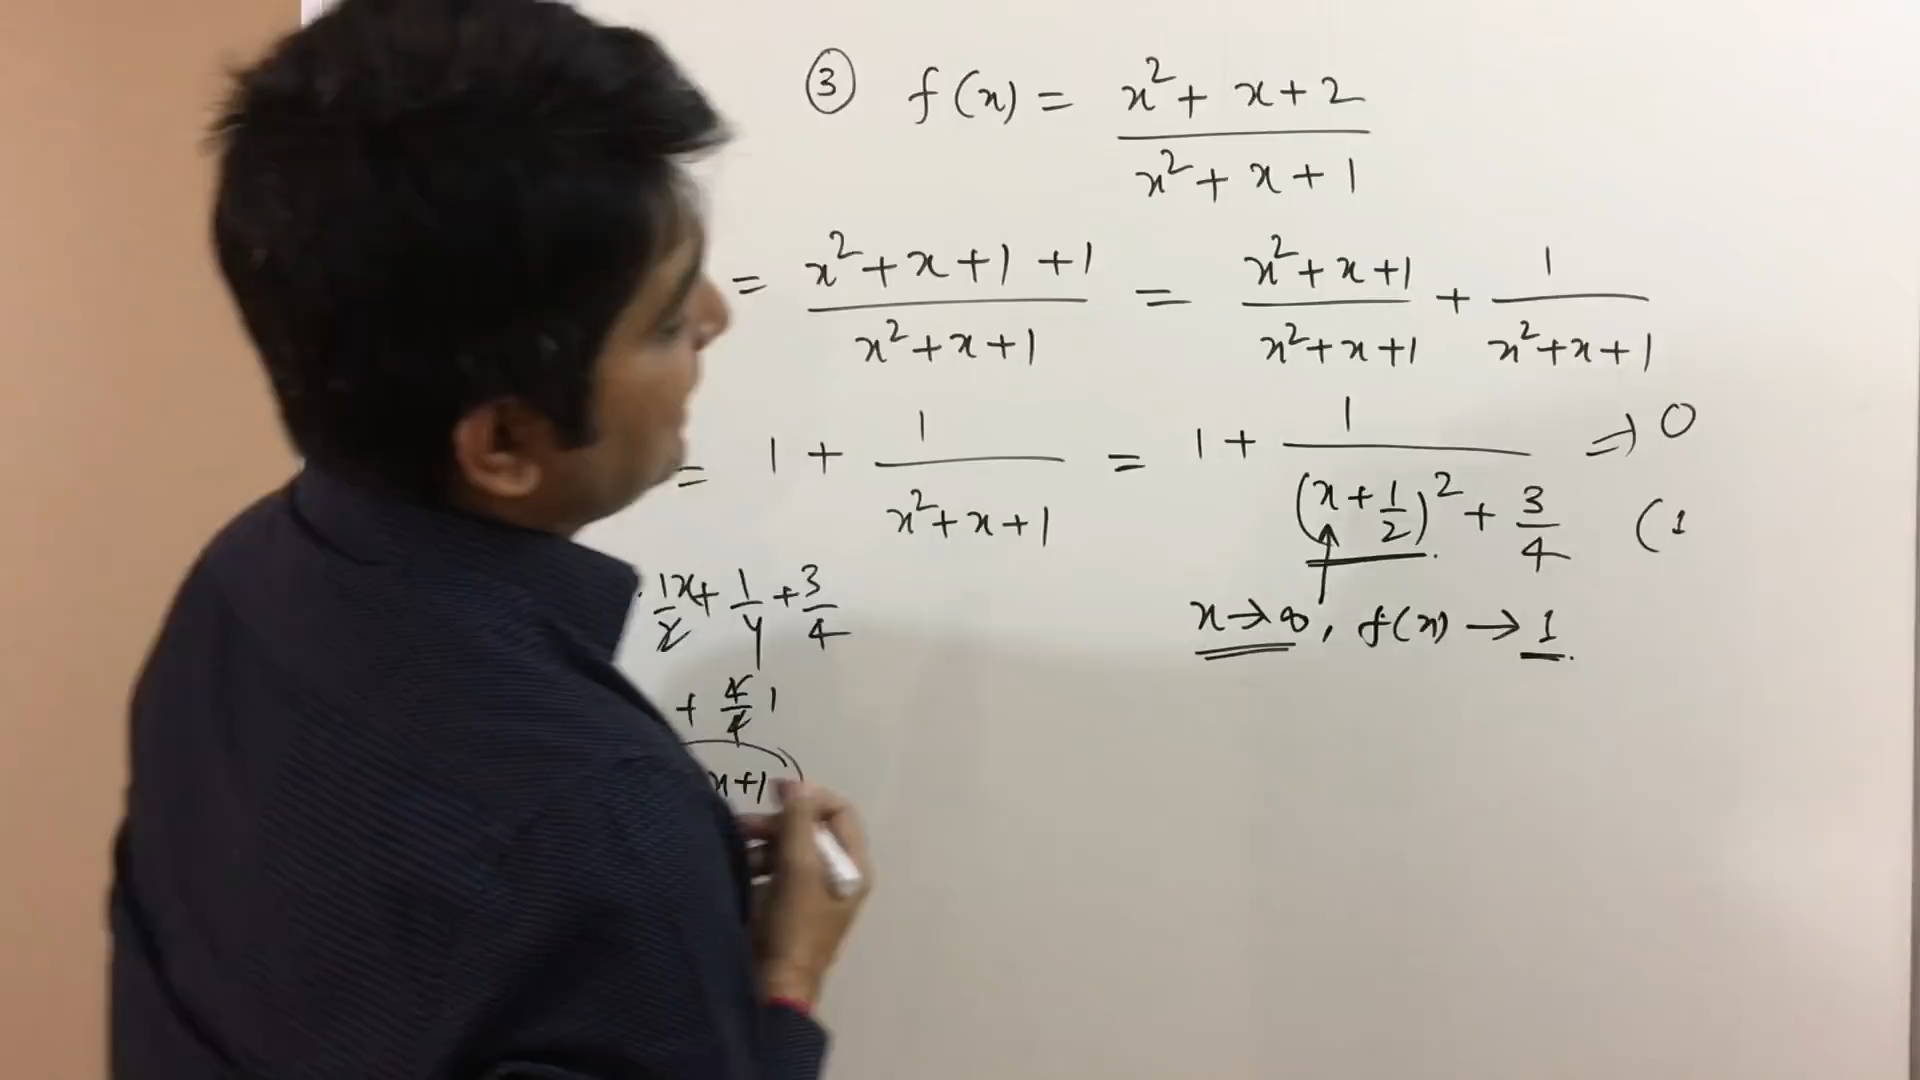 ③ f(x) = (x² + x + 2)/(x² + x + 1)
= (x² + x + 1 + 1)/(x² + x + 1) = (x² + x + 1)/(x² + x + 1) + 1/(x² + x + 1)
= 1 + 1/(x² + x + 1) = 1 + 1/((x + 1/2)² + 3/4) ⇒ 0
(1
x → ∞, f(x) → 1.
1x/2 + 1/4 + 3/4
+ 4/4 1
x+1